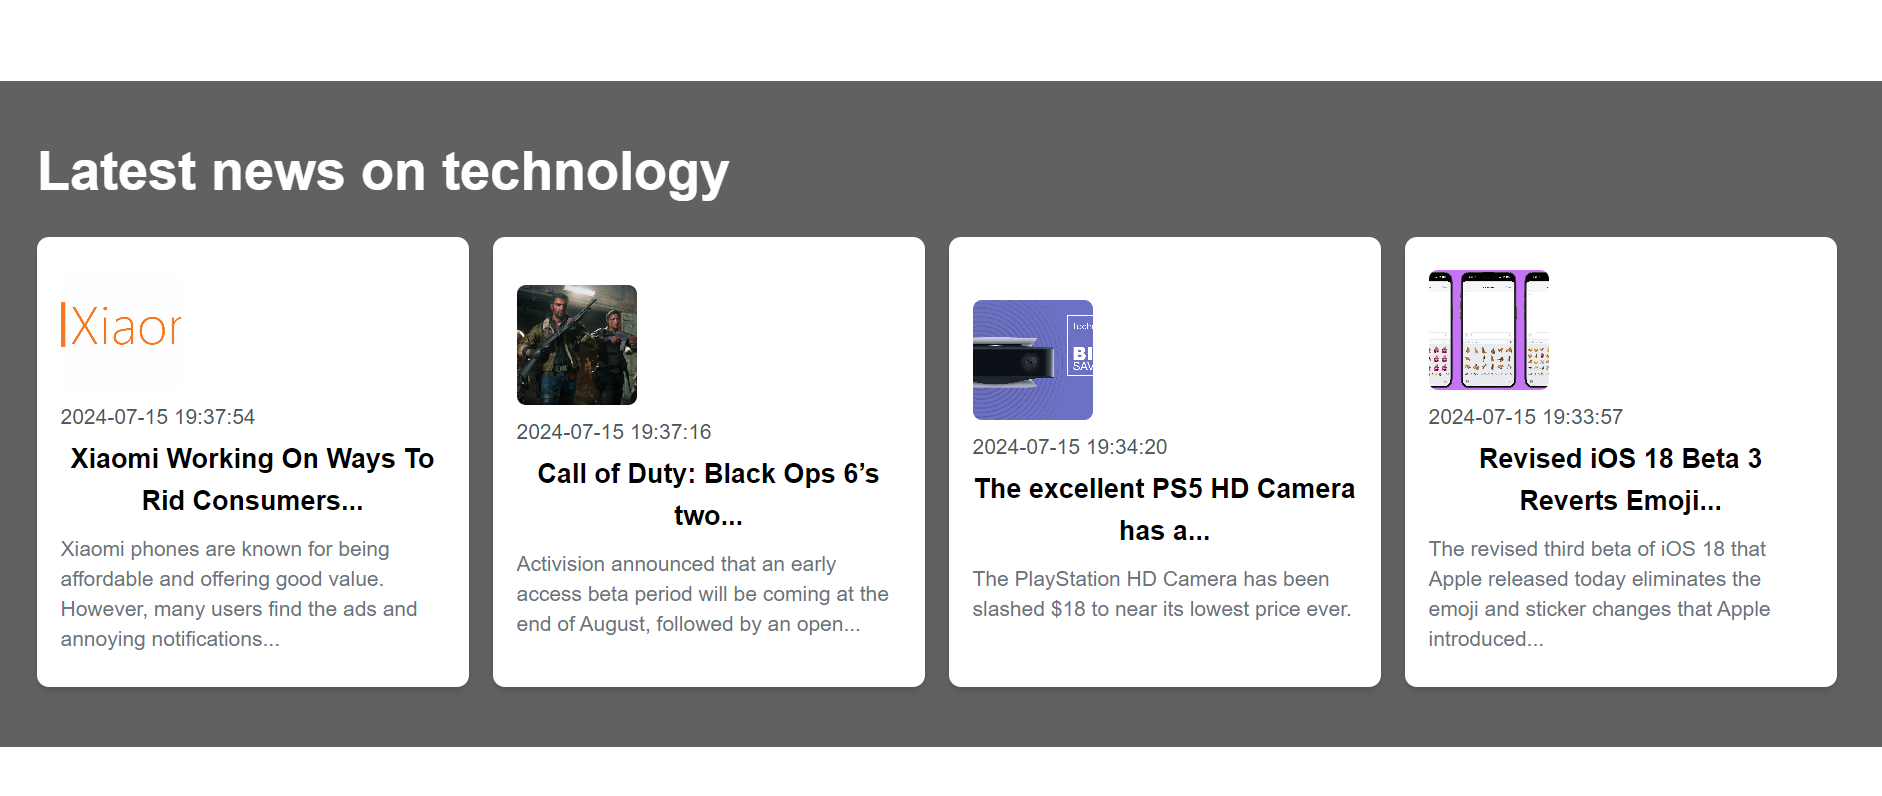 Latest news on technology
Xiaor
2024-07-15 19:37:54
Xiaomi Working On Ways To
Rid Consumers...
Xiaomi phones are known for being
affordable and offering good value.
However, many users find the ads and
annoying notifications...
2024-07-15 19:37:16
Call of Duty: Black Ops 6’s
two...
Activision announced that an early
access beta period will be coming at the
end of August, followed by an open...
techr
BI
SAV
2024-07-15 19:34:20
The excellent PS5 HD Camera
has a...
The PlayStation HD Camera has been
slashed $18 to near its lowest price ever.
2024-07-15 19:33:57
Revised iOS 18 Beta 3
Reverts Emoji...
The revised third beta of iOS 18 that
Apple released today eliminates the
emoji and sticker changes that Apple
introduced...